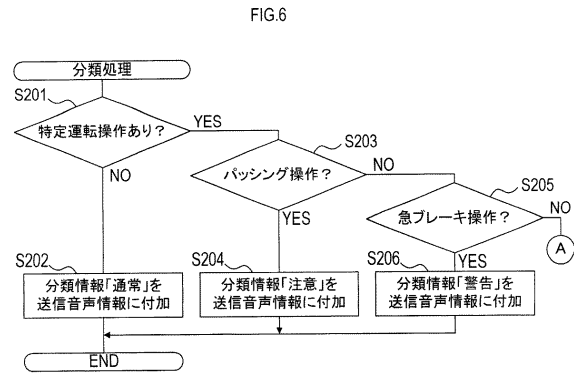 FIG.6
分類処理
S201
特定運転操作あり?
YES
NO
S203
パッシング操作?
NO
YES
S205
急ブレーキ操作?
NO
A
YES
S202
分類情報「通常」を
送信音声情報に付加
S204
分類情報「注意」を
送信音声情報に付加
S206
分類情報「警告」を
送信音声情報に付加
END